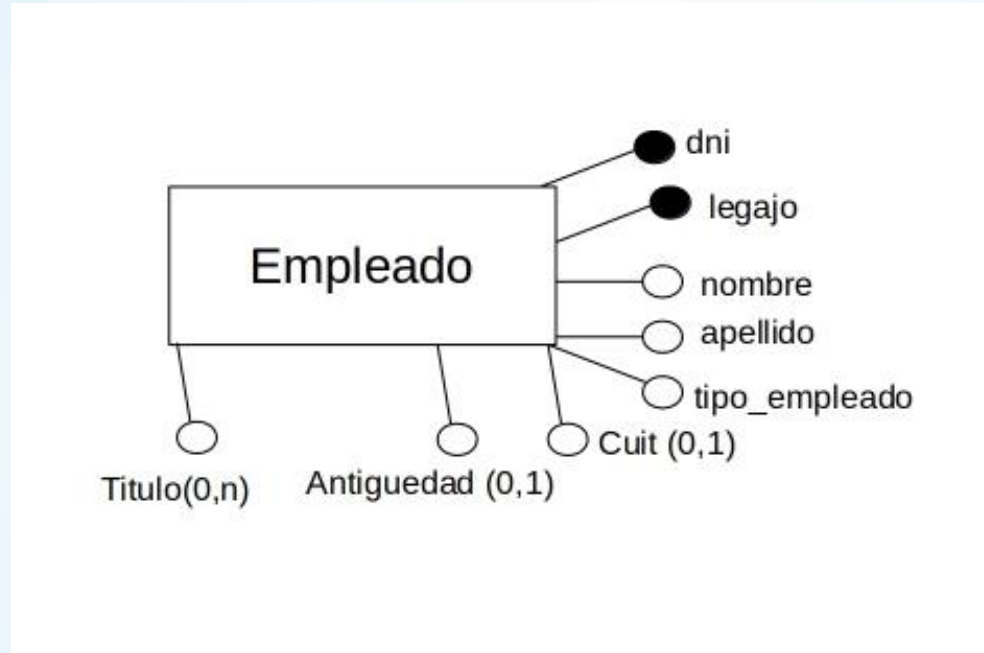 dni
legajo
Empleado
nombre
apellido
tipo_empleado
Cuit (0,1)
Titulo(0,n)
Antiguedad (0,1)